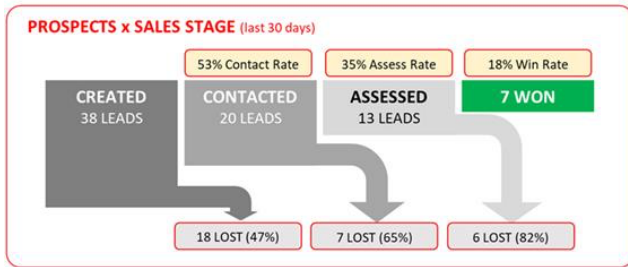 PROSPECTS x SALES STAGE (last 30 days)
53% Contact Rate
35% Assess Rate
18% Win Rate
CREATED
38 LEADS
CONTACTED
20 LEADS
ASSESSED
13 LEADS
7 WON
18 LOST (47%)
7 LOST (65%)
6 LOST (82%)